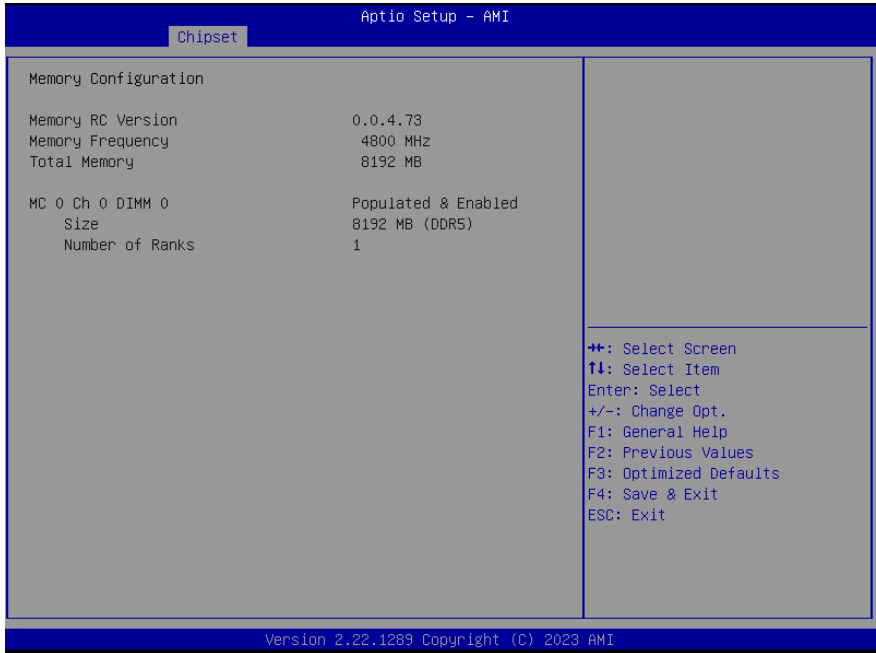 Aptio Setup – AMI
Chipset
Memory Configuration
Memory RC Version 0.0.4.73
Memory Frequency 4800 MHz
Total Memory 8192 MB
MC 0 Ch 0 DIMM 0 Populated & Enabled
Size 8192 MB (DDR5)
Number of Ranks 1
→←: Select Screen
↑↓: Select Item
Enter: Select
+/-: Change Opt.
F1: General Help
F2: Previous Values
F3: Optimized Defaults
F4: Save & Exit
ESC: Exit
Version 2.22.1289 Copyright (C) 2023 AMI